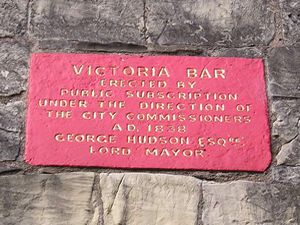 VICTORIA BAR
ERECTED BY
PUBLIC SUBSCRIPTION
UNDER THE DIRECTION OF
THE CITY COMMISSIONERS
A.D. 1838
GEORGE HUDSON ESQRE
LORD MAYOR